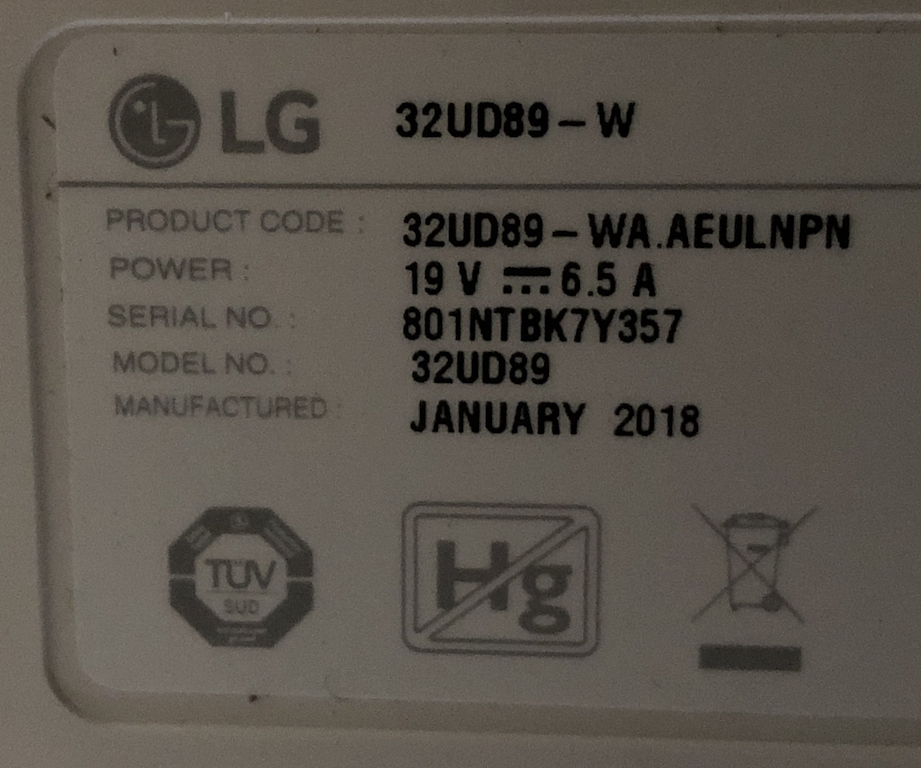 LG 32UD89-W
PRODUCT CODE : 32UD89-WA.AEULNPN
POWER : 19 V 6.5 A
SERIAL NO. : 801NTBK7Y357
MODEL NO. : 32UD89
MANUFACTURED : JANUARY 2018
TÜV
SUD
Hg